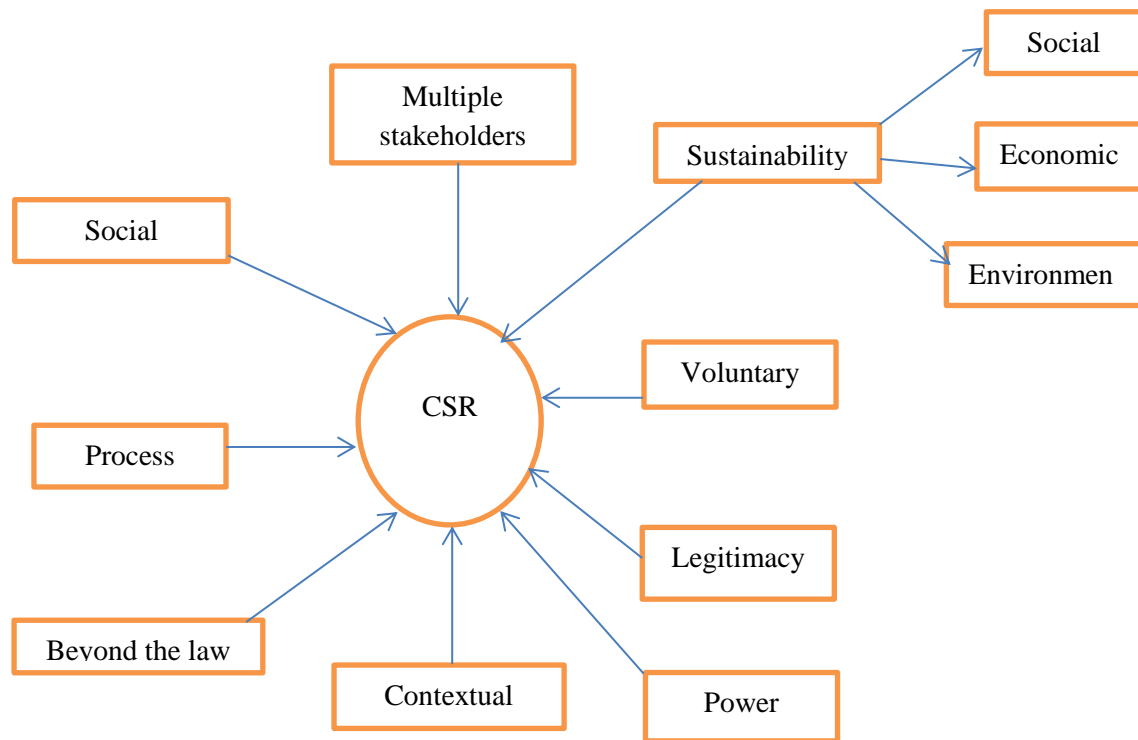 Social
Multiple
stakeholders
Sustainability
Economic
Social
Environmen
Voluntary
CSR
Process
Legitimacy
Beyond the law
Contextual
Power